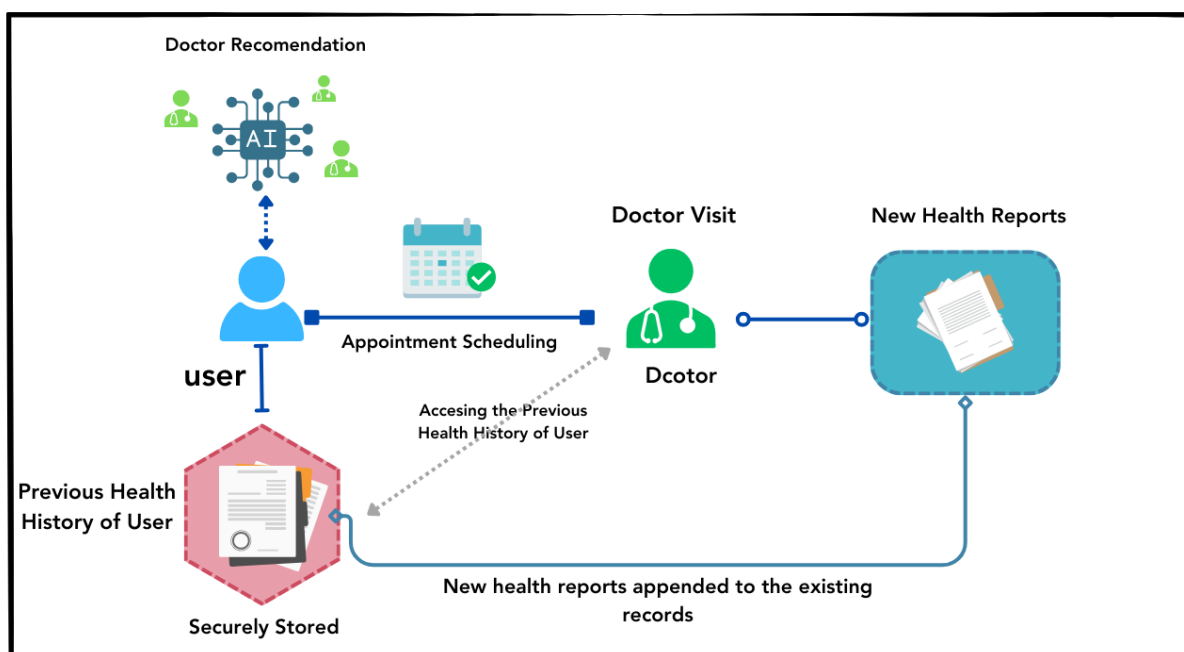 Doctor Recomendation
AI
Doctor Visit
New Health Reports
Appointment Scheduling
user
Dcotor
Accesing the Previous
Health History of User
Previous Health
History of User
New health reports appended to the existing
records
Securely Stored